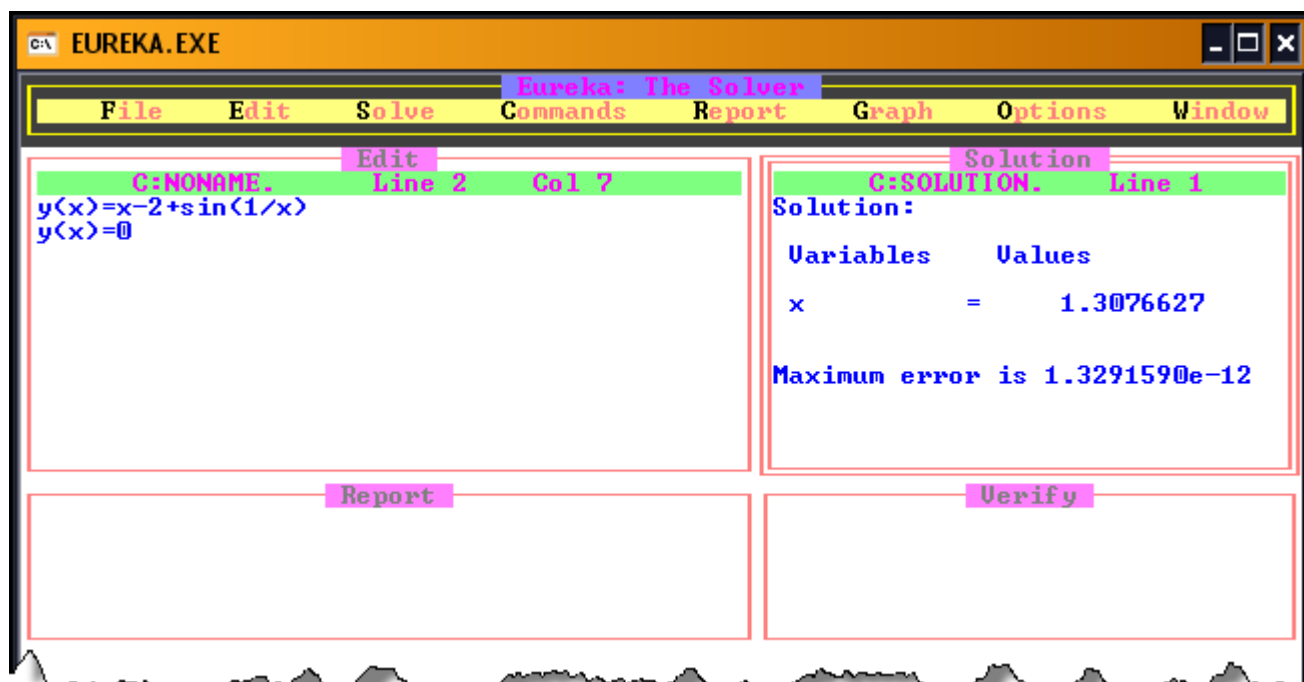 C:\ EUREKA.EXE
Eureka: The Solver
File Edit Solve Commands Report Graph Options Window
Edit
C:NONAME. Line 2 Col 7
y(x)=x-2+sin(1/x)
y(x)=0
Solution
C:SOLUTION. Line 1
Solution:
Variables Values
x = 1.3076627
Maximum error is 1.3291590e-12
Report
Verify